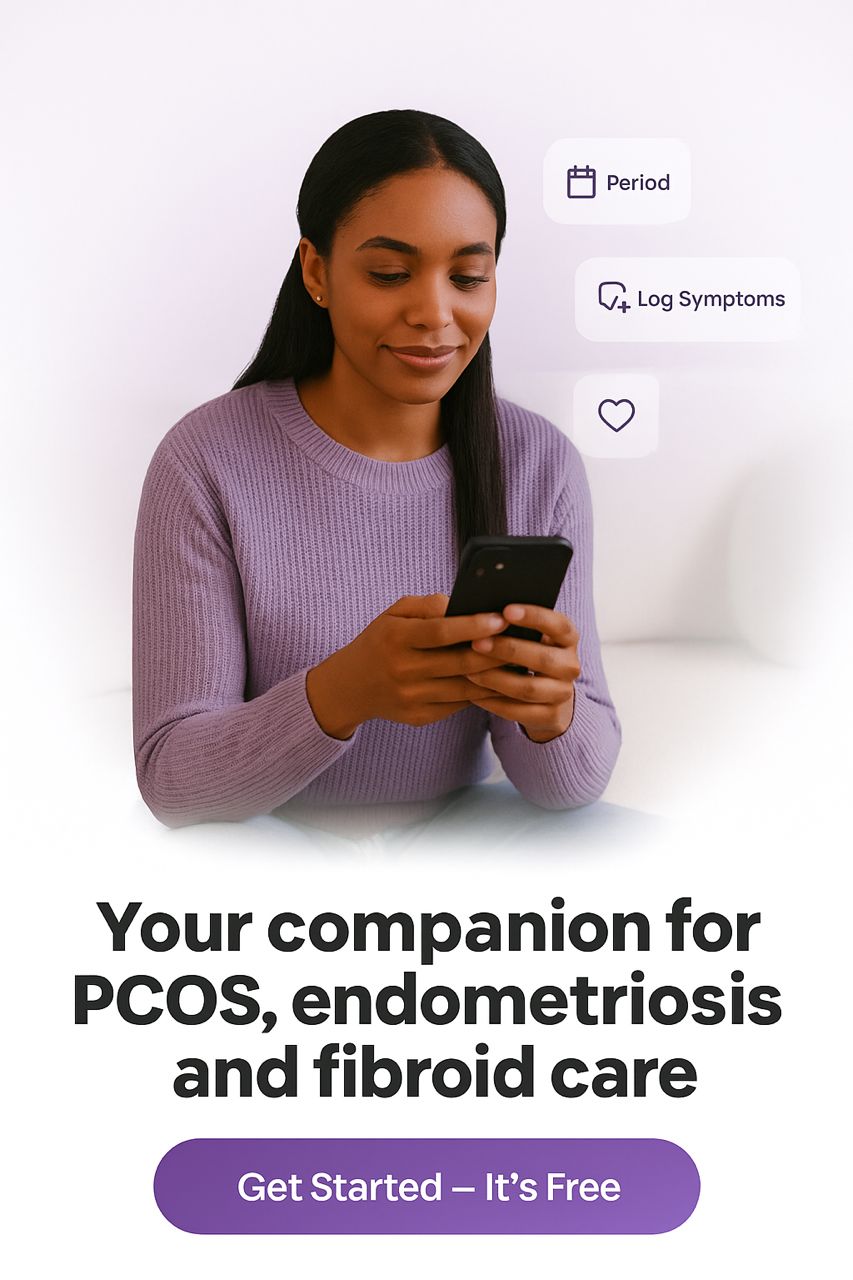 Period
Log Symptoms
Your companion for
PCOS, endometriosis
and fibroid care
Get Started – It's Free